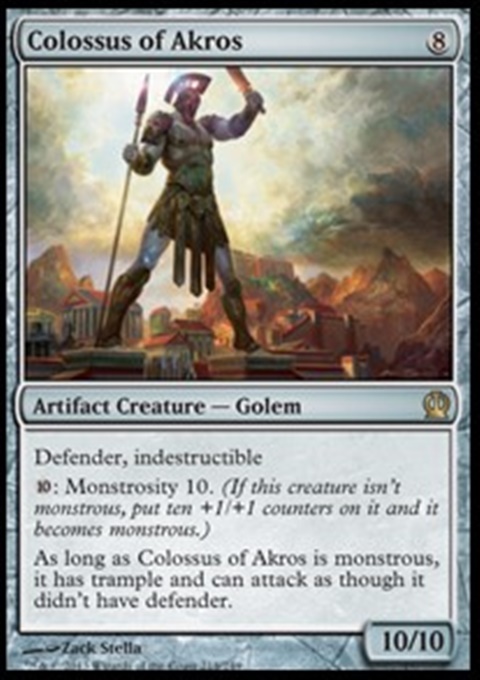 Colossus of Akros 8
Artifact Creature — Golem
Defender, indestructible
10: Monstrosity 10. (If this creature isn't
monstrous, put ten +1/+1 counters on it and it
becomes monstrous.)
As long as Colossus of Akros is monstrous,
it has trample and can attack as though it
didn't have defender.
10/10
Zack Stella